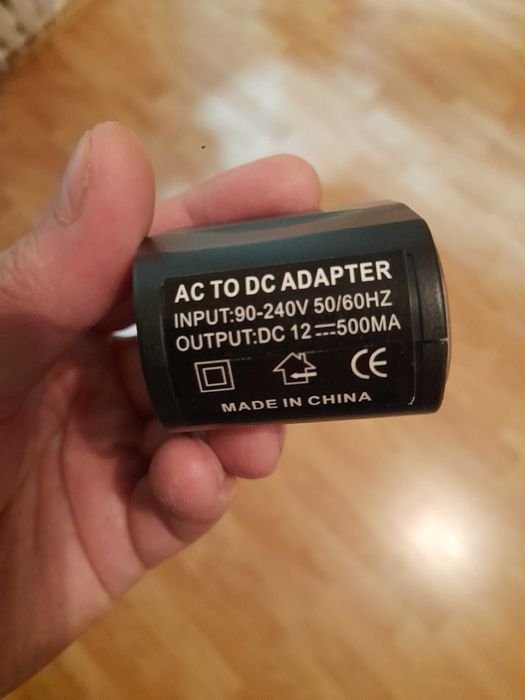 AC TO DC ADAPTER
INPUT:90-240V 50/60HZ
OUTPUT:DC 12⎓500MA
CE
MADE IN CHINA